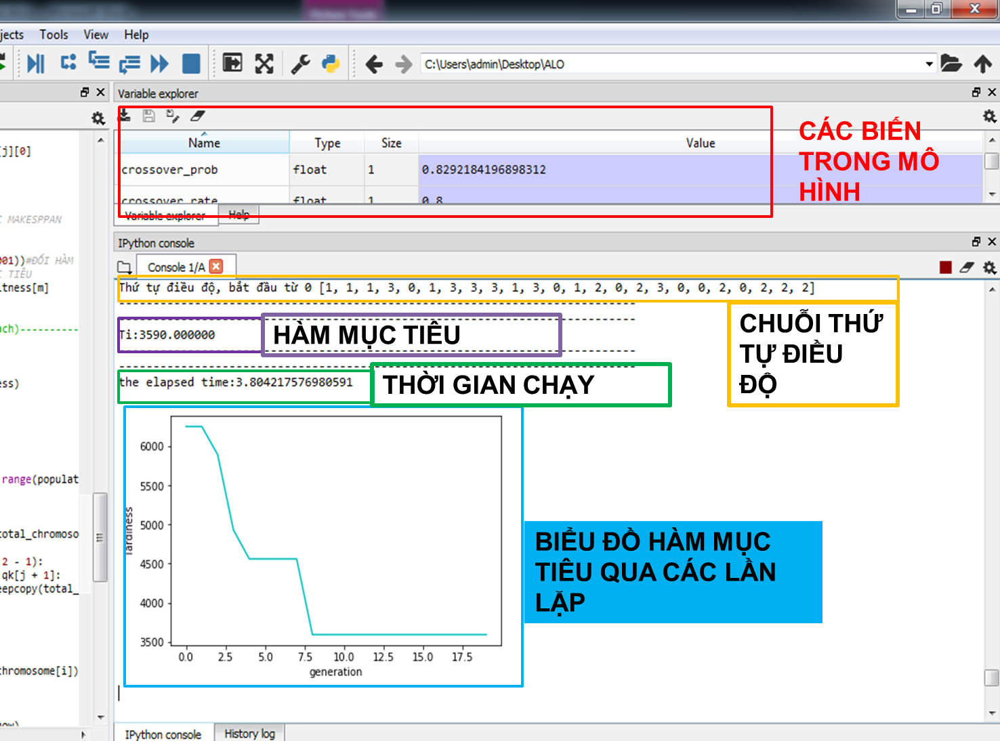 jects Tools View Help
C:\Users\admin\Desktop\ALO
Variable explorer
Name Type Size Value
crossover_prob float 1 0.8292184196898312
crossover_rate float 1 0.8
Variable explorer Help
CÁC BIẾN
TRONG MÔ
HÌNH
[j][0]
MAKESPPAN
001))#ĐỔI HÀM
TIÊU
tness[m]
ach)----------
ess)
range(populat
total_chromoso
2 - 1):
qk[j + 1]:
eepcopy(total_
chromosome[i])
IPython console
Console 1/A
Thứ tự điều độ, bắt đầu từ 0 [1, 1, 1, 3, 0, 1, 3, 3, 3, 1, 3, 0, 1, 2, 0, 2, 3, 0, 0, 2, 0, 2, 2, 2]
Ti:3590.000000
HÀM MỤC TIÊU
CHUỖI THỨ
TỰ ĐIỀU
ĐỘ
the elapsed time:3.804217576980591
THỜI GIAN CHẠY
6000
5500
5000
4500
4000
3500
Tardiness
0.0 2.5 5.0 7.5 10.0 12.5 15.0 17.5
generation
BIỂU ĐỒ HÀM MỤC
TIÊU QUA CÁC LẦN
LẶP
IPython console History log